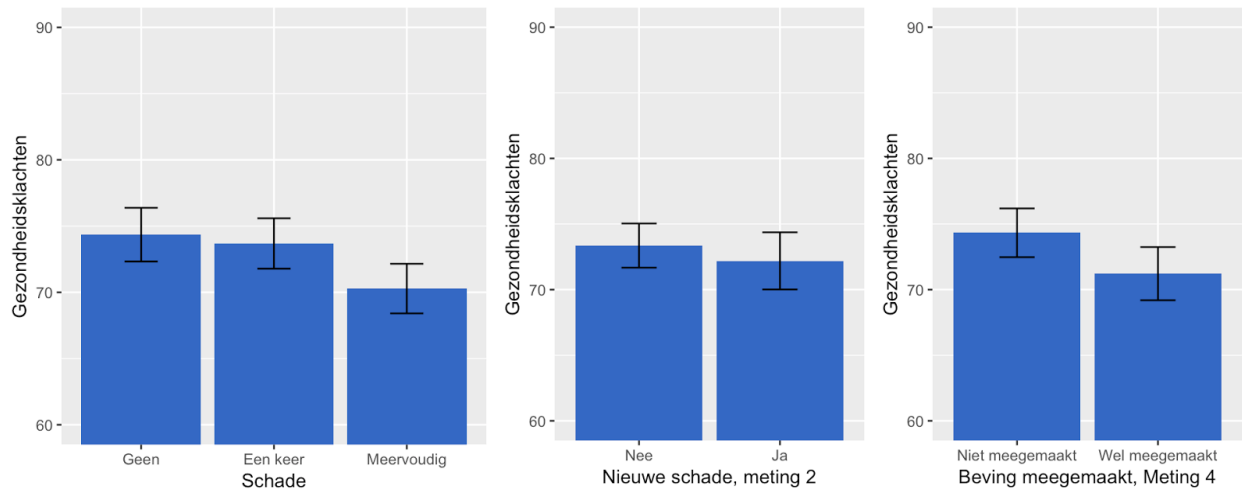 90
80
70
60
Gezondheidsklachten
Geen Een keer Meervoudig
Schade
90
80
70
60
Gezondheidsklachten
Nee Ja
Nieuwe schade, meting 2
90
80
70
60
Gezondheidsklachten
Niet meegemaakt Wel meegemaakt
Beving meegemaakt, Meting 4